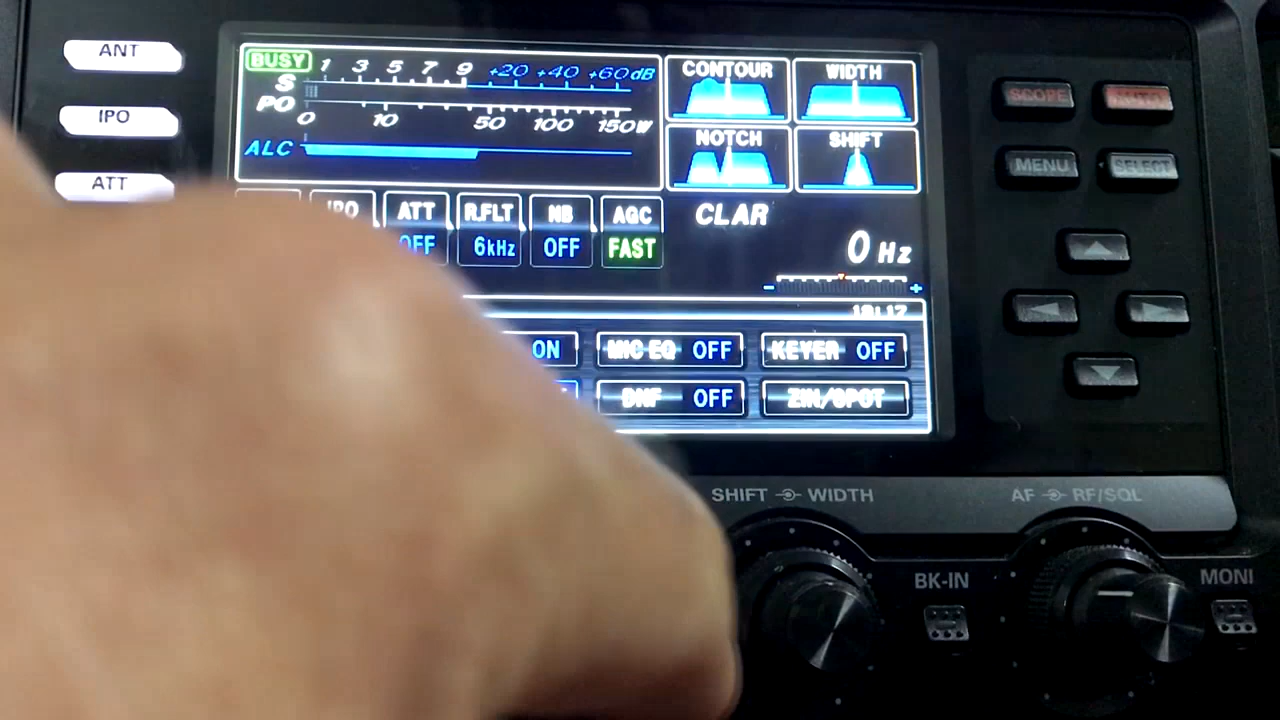 ANT
IPO
ATT
BUSY
S 1 3 5 7 9 +20 +40 +60dB
PO
0 10 50 100 150W
ALC
CONTOUR WIDTH
NOTCH SHIFT
IPO ATT R.FLT NB AGC
OFF 6kHz OFF FAST
CLAR
0 Hz
- +
ON MIC EQ OFF KEYER OFF
DNF OFF ZIN/SPOT
SCOPE
MENU SELECT
SHIFT WIDTH AF RF/SQL
BK-IN MONI